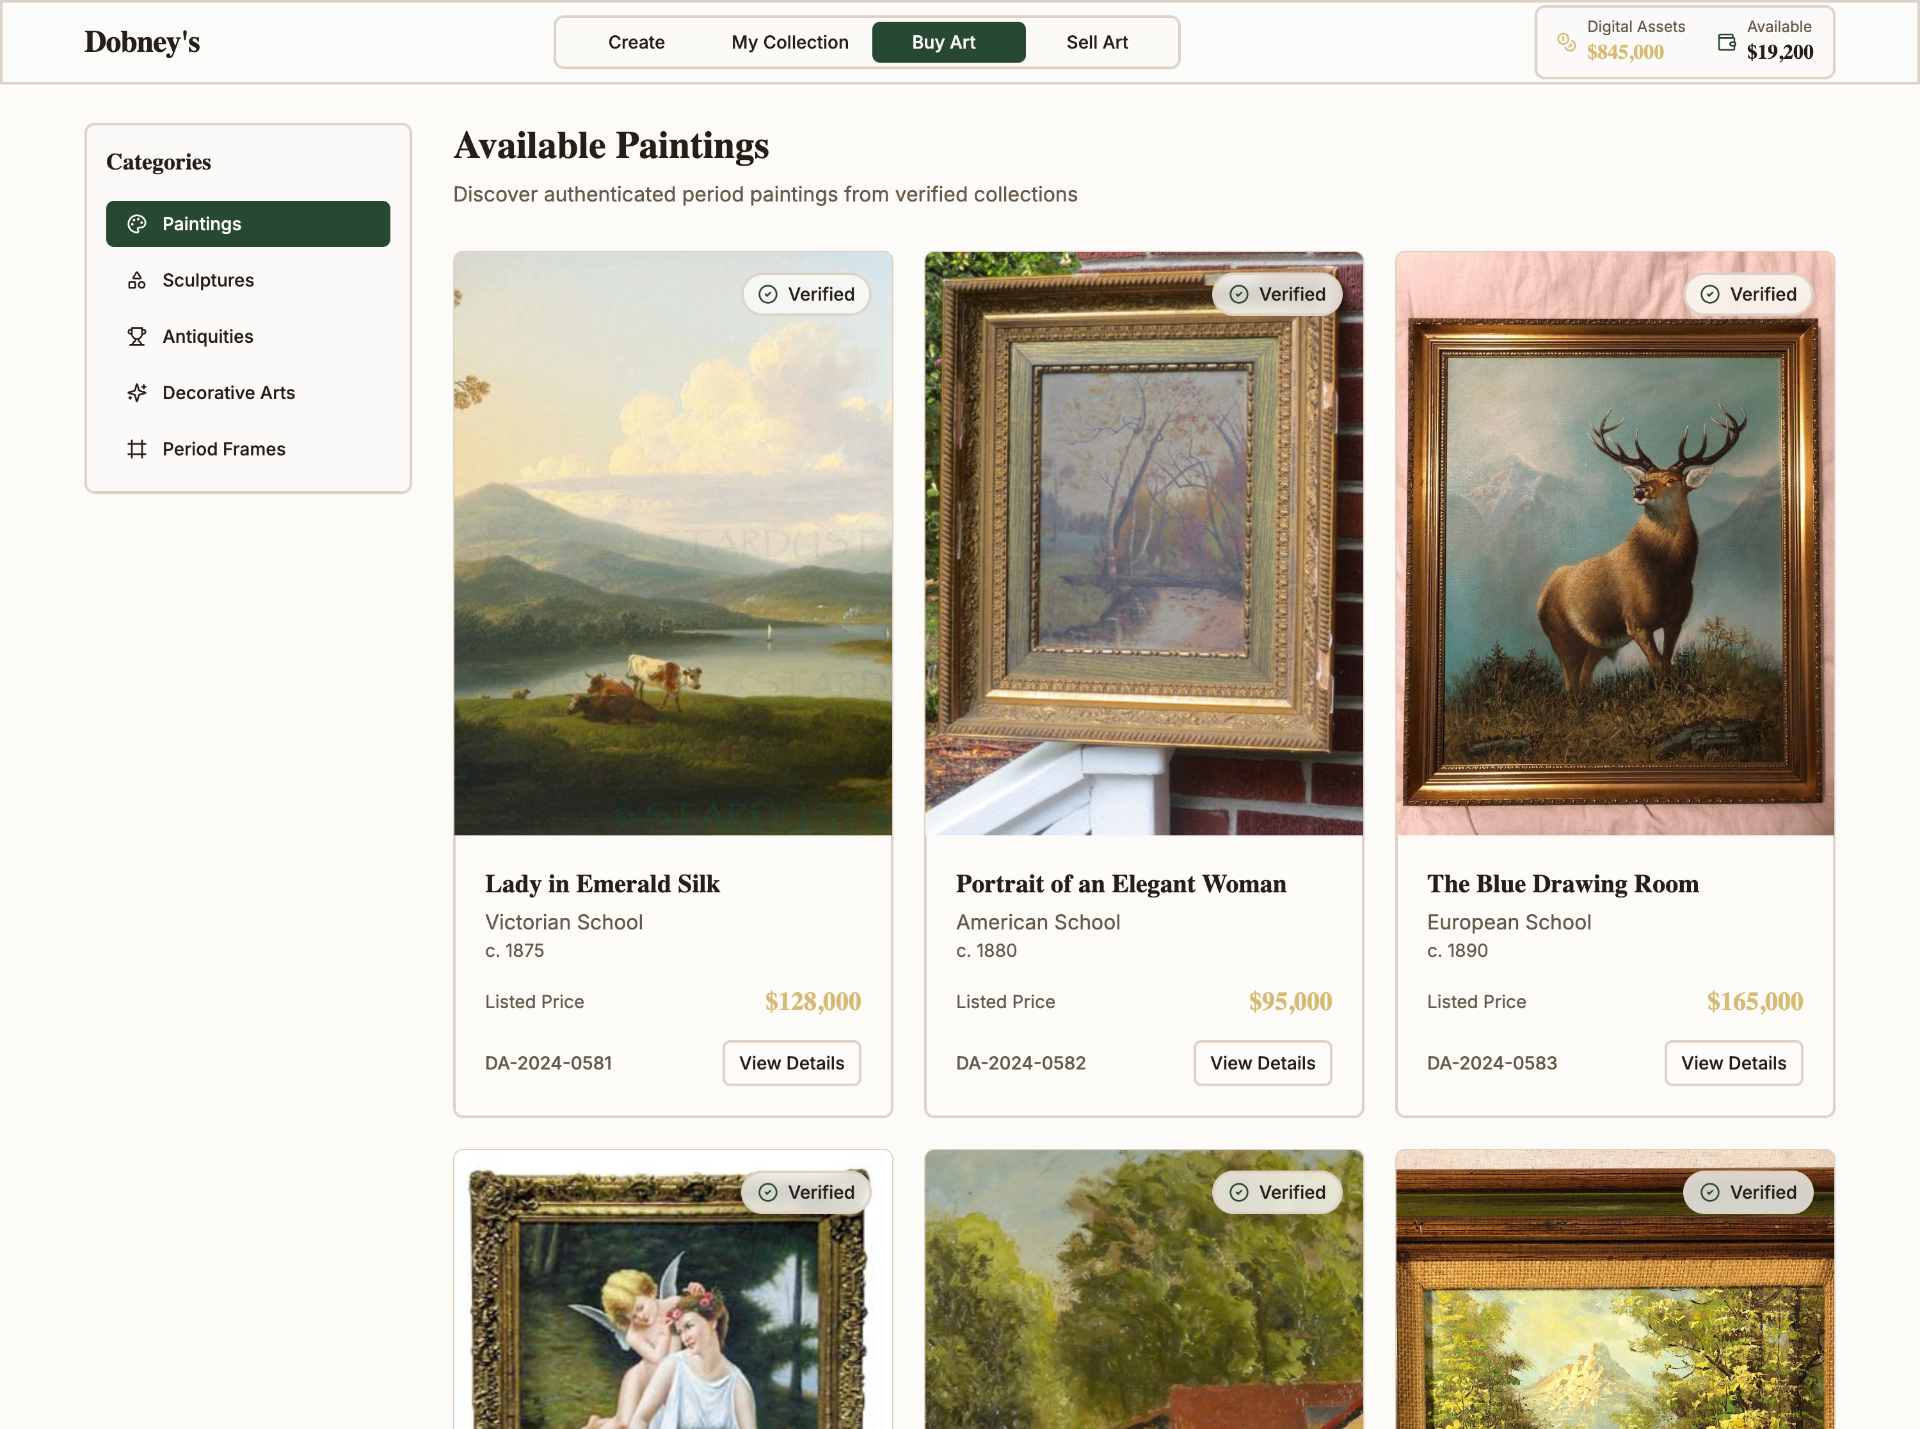 Dobney's
Create
My Collection
Buy Art
Sell Art
Digital Assets
$845,000
Available
$19,200
Categories
Paintings
Sculptures
Antiquities
Decorative Arts
Period Frames
Available Paintings
Discover authenticated period paintings from verified collections
Verified
STARDUST
STARD
© STARDUST ©
Lady in Emerald Silk
Victorian School
c. 1875
Listed Price
$128,000
DA-2024-0581
View Details
Verified
Portrait of an Elegant Woman
American School
c. 1880
Listed Price
$95,000
DA-2024-0582
View Details
Verified
The Blue Drawing Room
European School
c. 1890
Listed Price
$165,000
DA-2024-0583
View Details
Verified
Verified
Verified